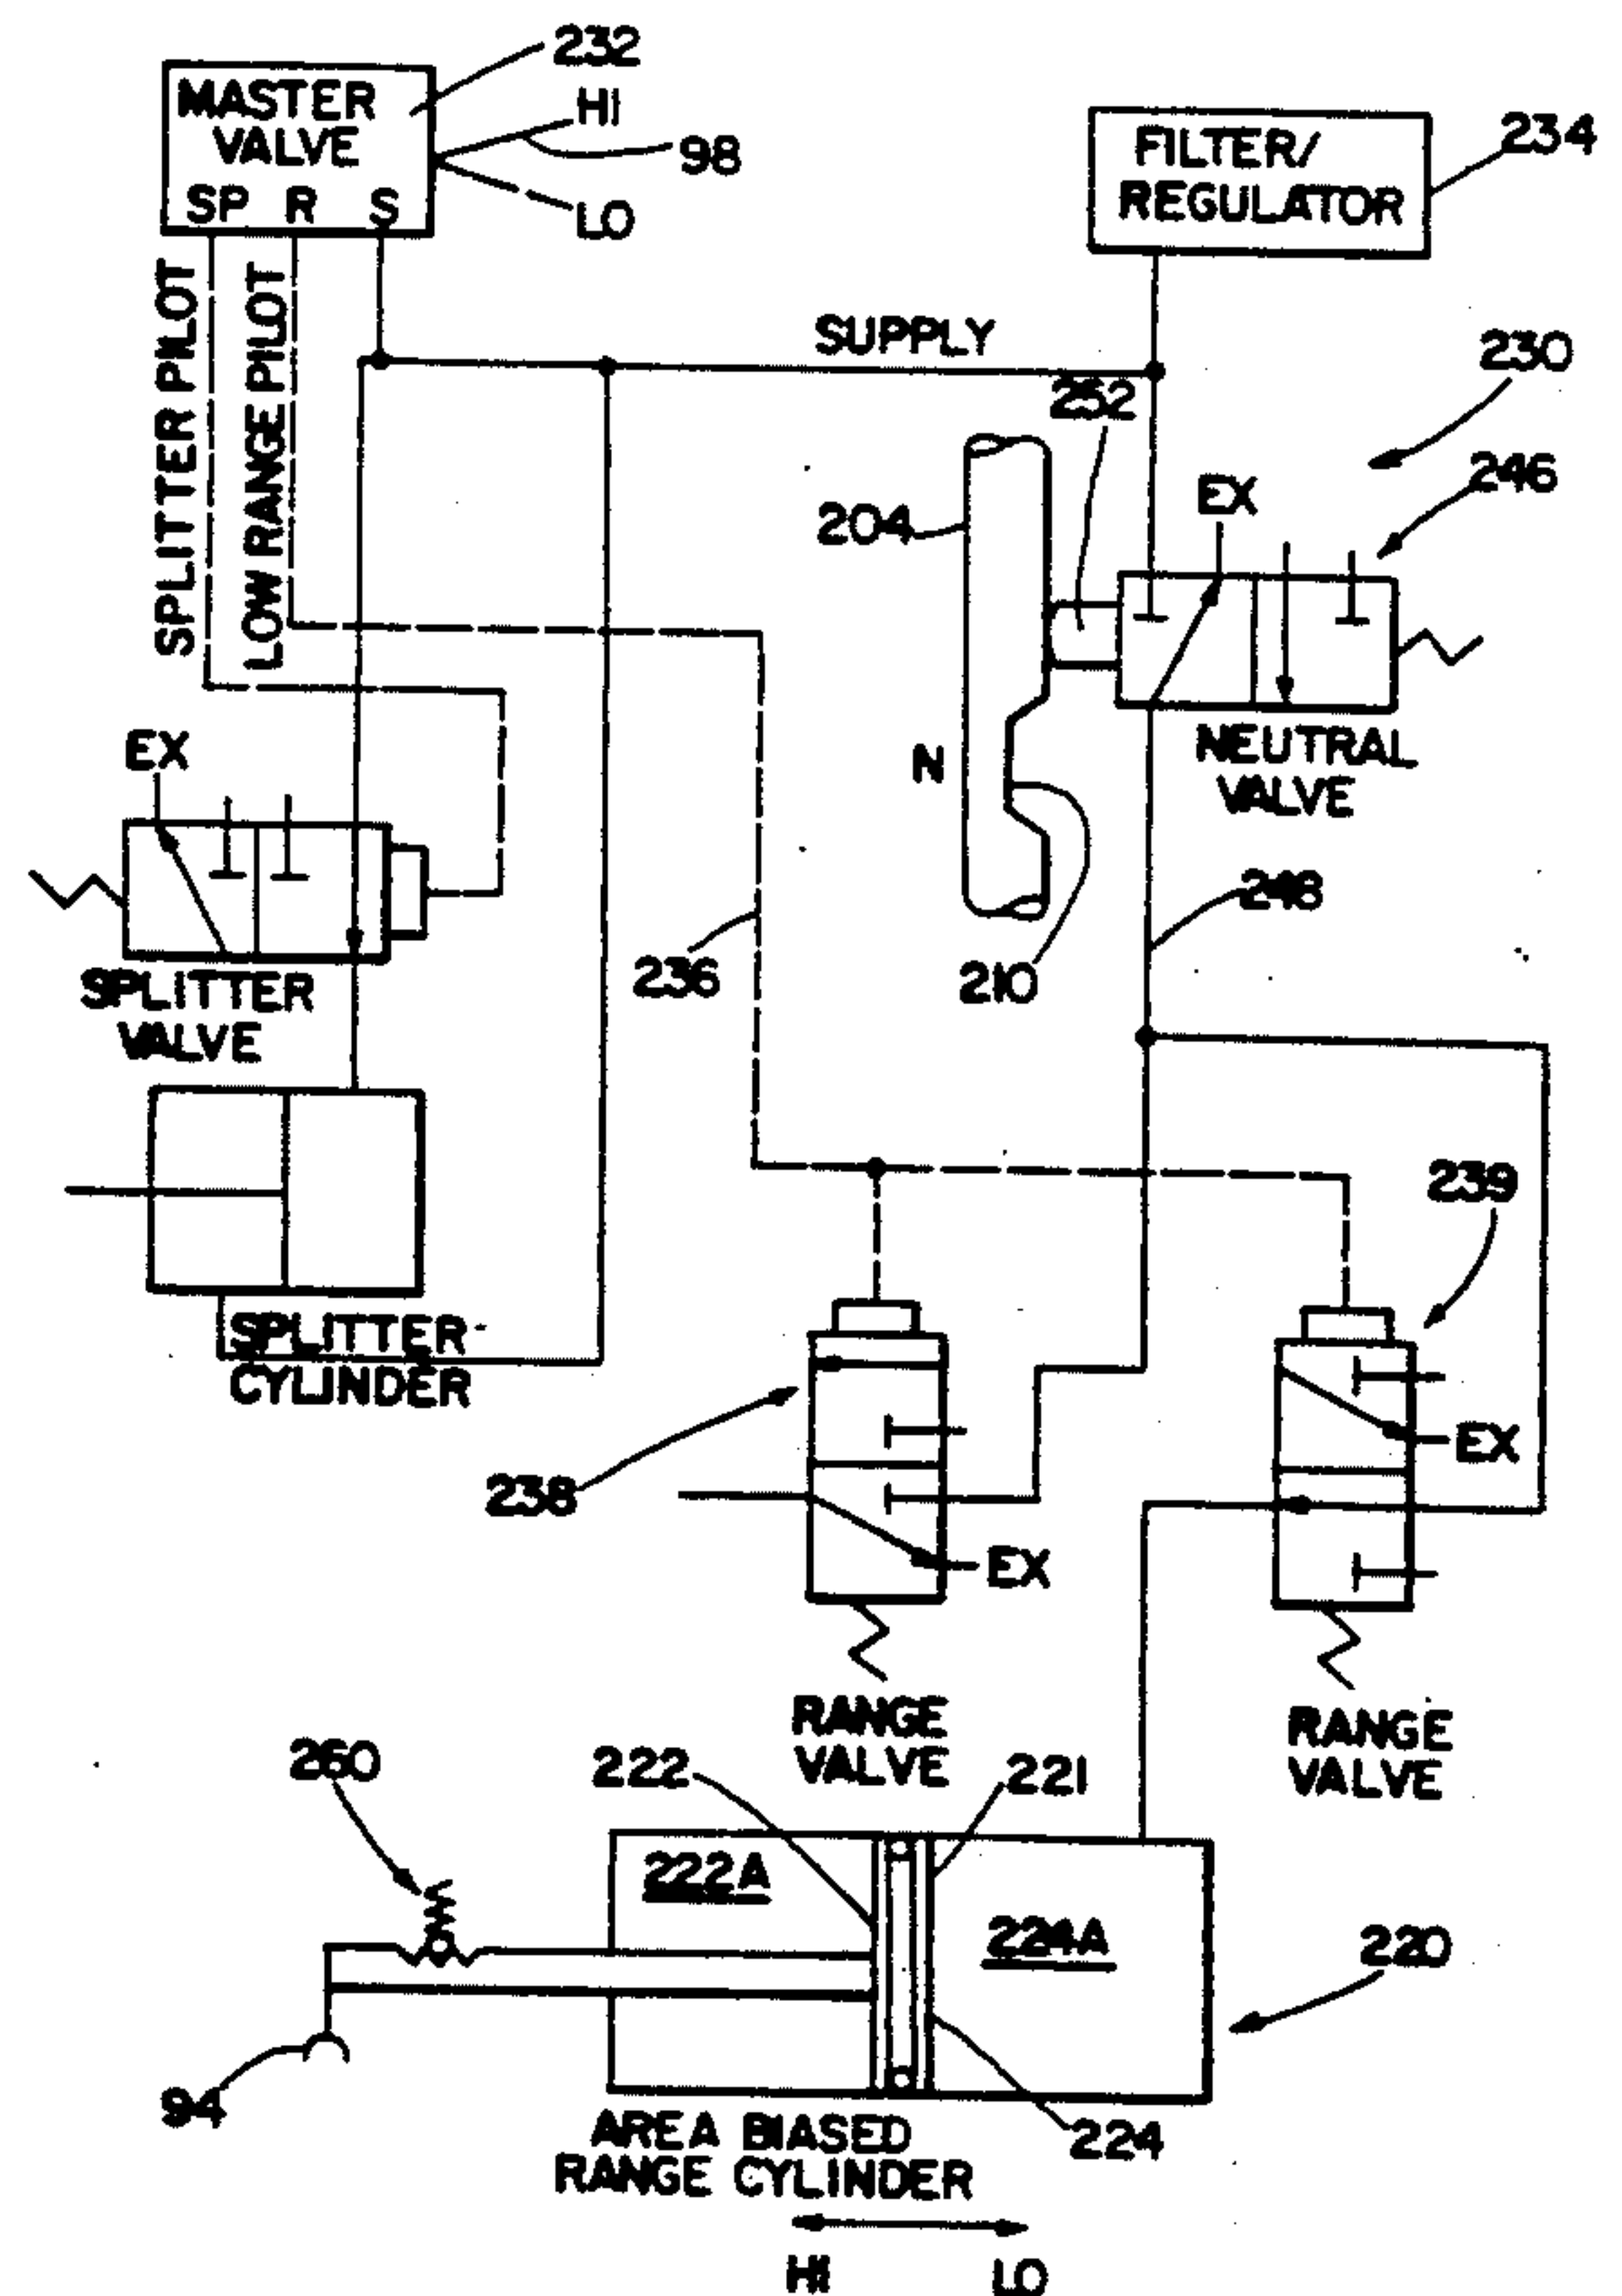 232
MASTER
VALVE
SP R S
HI
98
LO
FILTER/
REGULATOR
234
SPLITTER PILOT
LOW RANGE PILOT
SUPPLY
230
252
246
EX
204
NEUTRAL
VALVE
N
EX
248
236
210
SPLITTER
VALVE
239
SPLITTER
CYLINDER
EX
238
EX
RANGE
VALVE
RANGE
VALVE
260
222
221
222A
224A
220
94
224
AREA BIASED
RANGE CYLINDER
HI LO